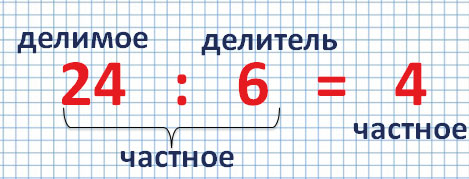 делимое делитель
24 : 6 = 4
частное
частное